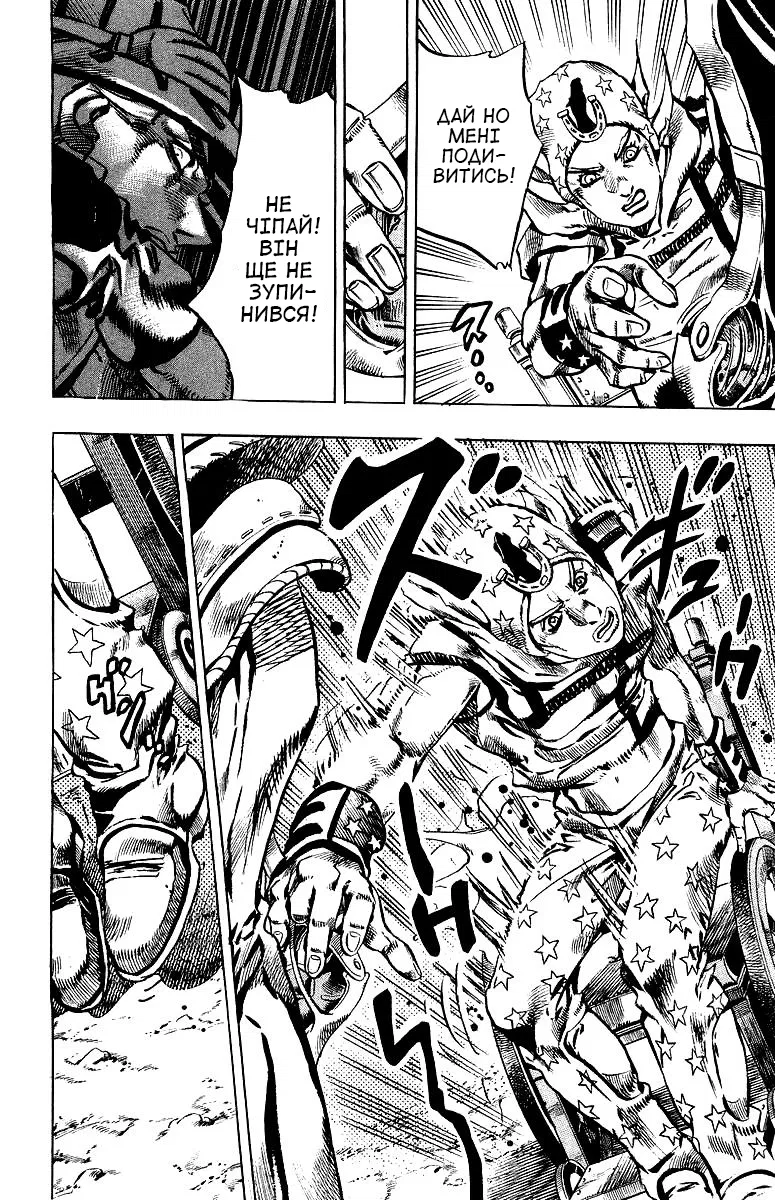 ДАЙ НО
МЕНІ
ПОДИ-
ВИТИСЬ!
НЕ
ЧІПАЙ!
ВІН
ЩЕ НЕ
ЗУПИ-
НИВСЯ!